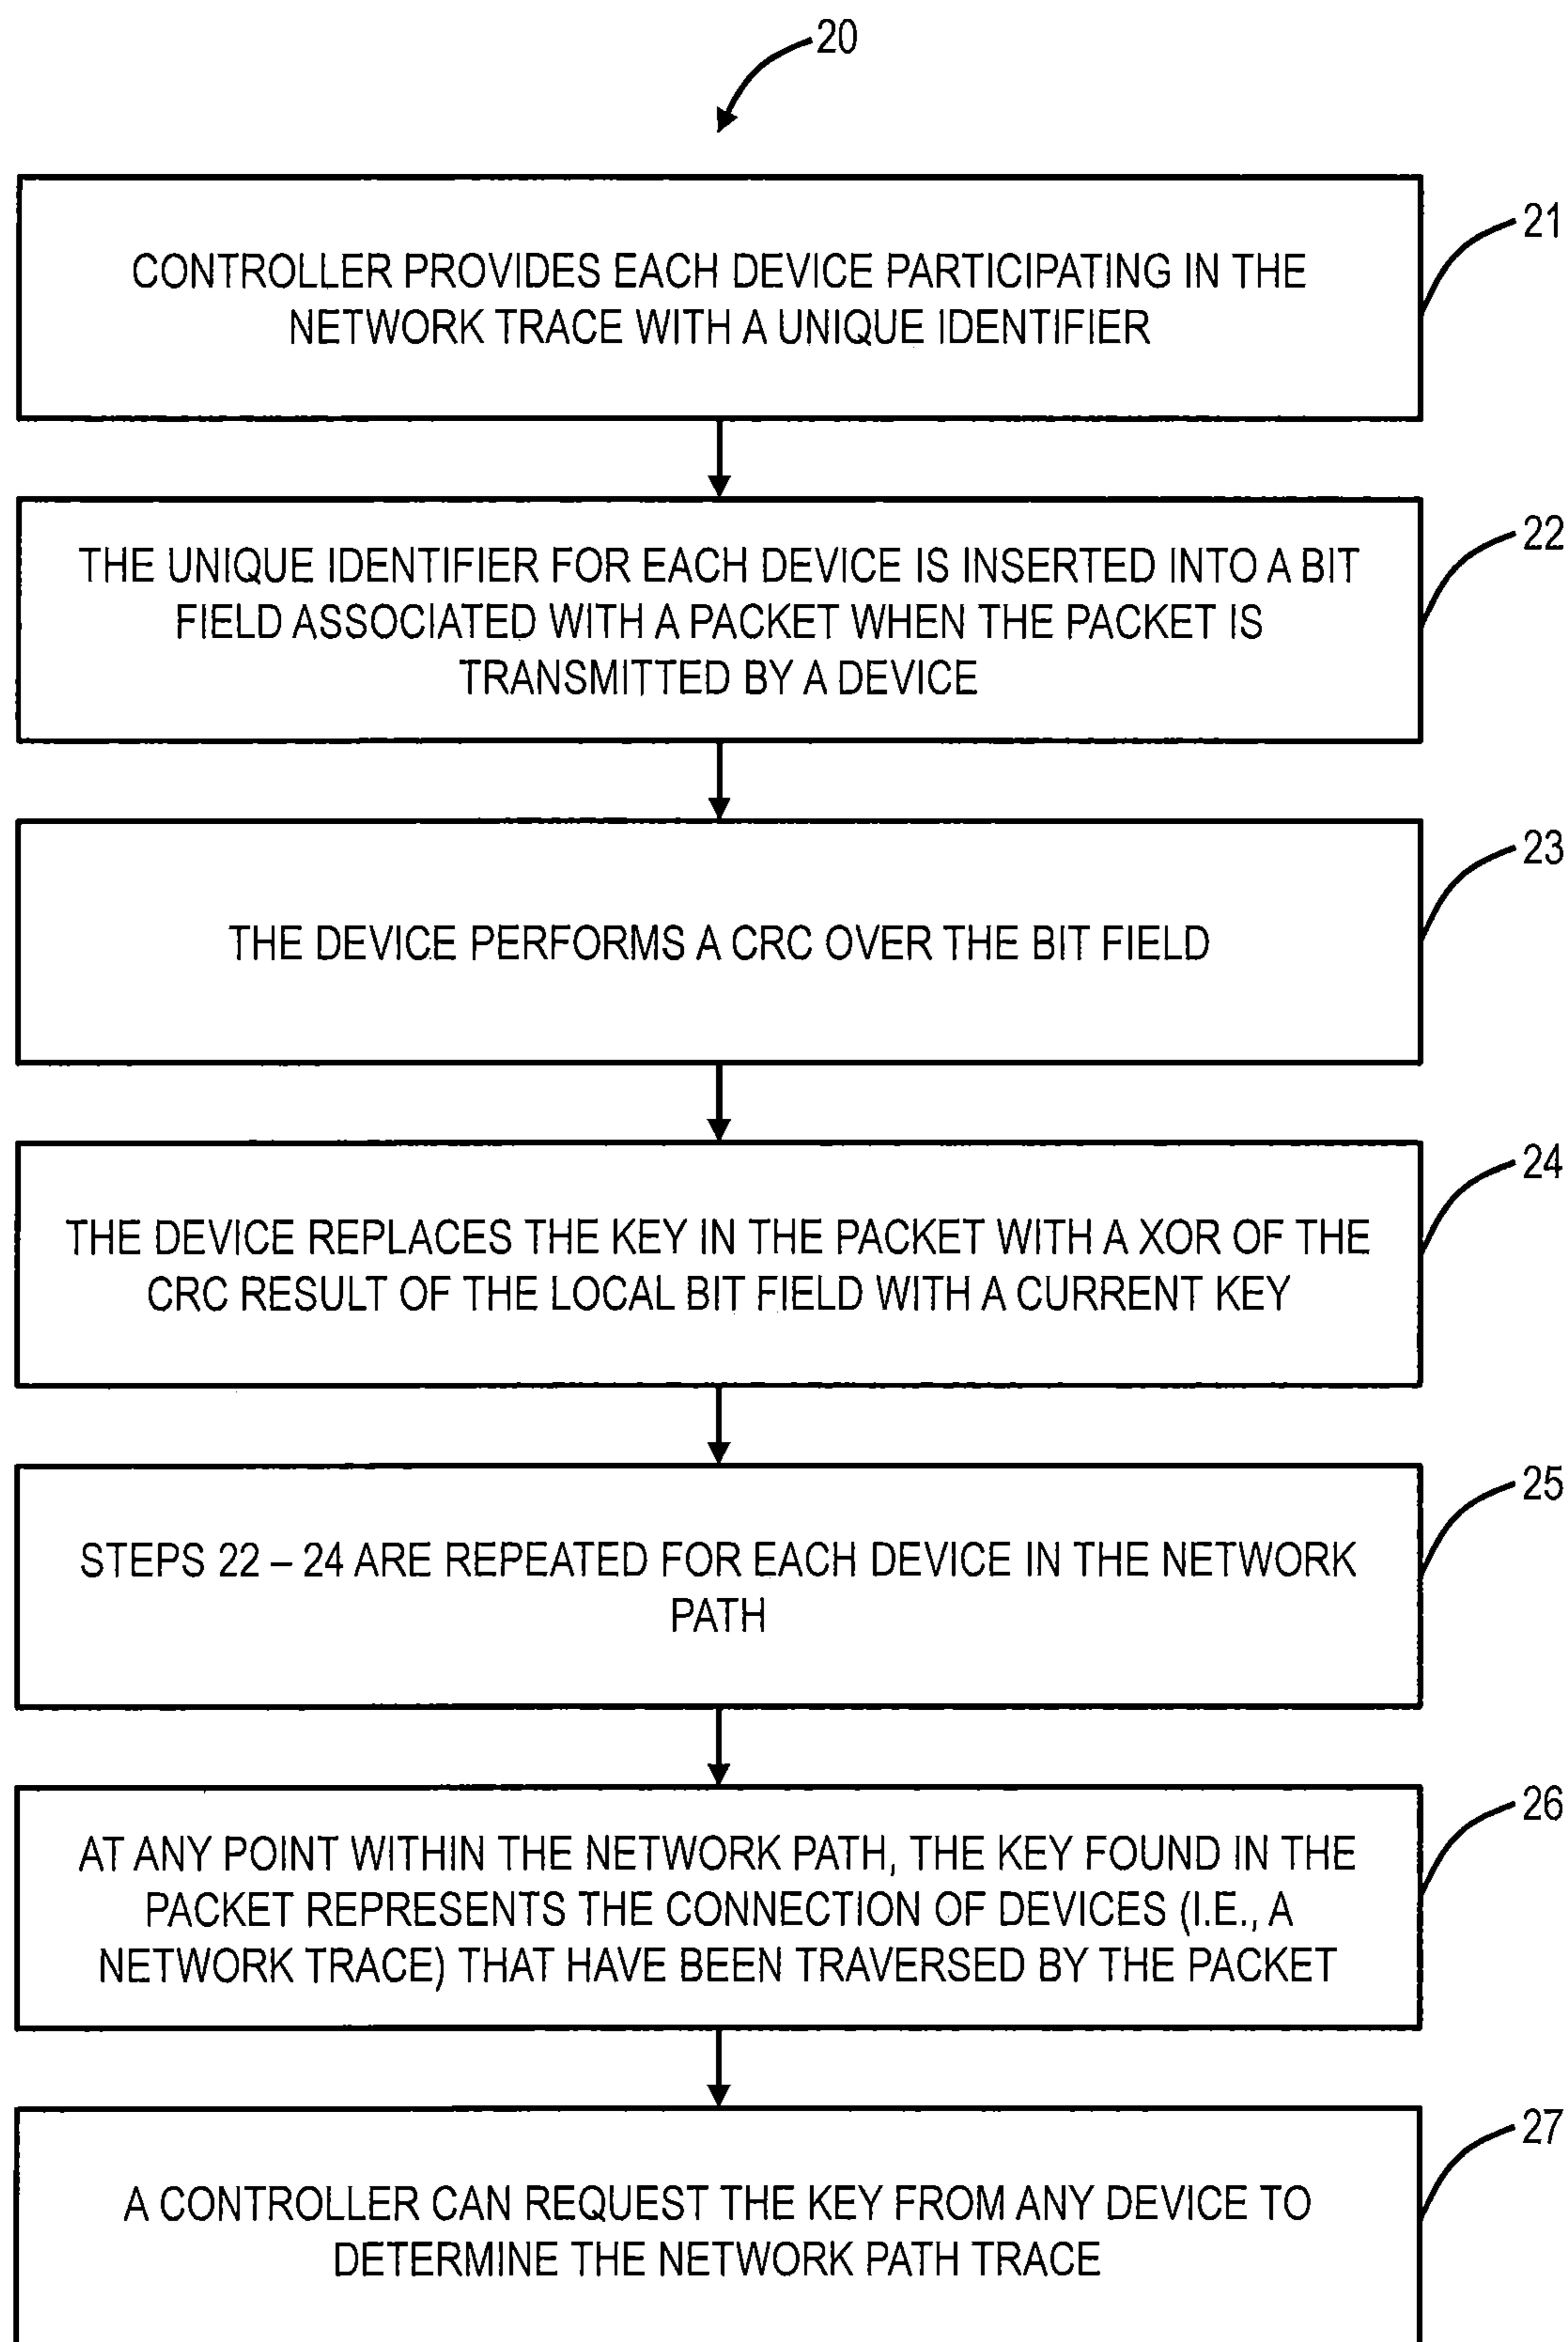 20
21
CONTROLLER PROVIDES EACH DEVICE PARTICIPATING IN THE
NETWORK TRACE WITH A UNIQUE IDENTIFIER
22
THE UNIQUE IDENTIFIER FOR EACH DEVICE IS INSERTED INTO A BIT
FIELD ASSOCIATED WITH A PACKET WHEN THE PACKET IS
TRANSMITTED BY A DEVICE
23
THE DEVICE PERFORMS A CRC OVER THE BIT FIELD
24
THE DEVICE REPLACES THE KEY IN THE PACKET WITH A XOR OF THE
CRC RESULT OF THE LOCAL BIT FIELD WITH A CURRENT KEY
25
STEPS 22 – 24 ARE REPEATED FOR EACH DEVICE IN THE NETWORK
PATH
26
AT ANY POINT WITHIN THE NETWORK PATH, THE KEY FOUND IN THE
PACKET REPRESENTS THE CONNECTION OF DEVICES (I.E., A
NETWORK TRACE) THAT HAVE BEEN TRAVERSED BY THE PACKET
27
A CONTROLLER CAN REQUEST THE KEY FROM ANY DEVICE TO
DETERMINE THE NETWORK PATH TRACE